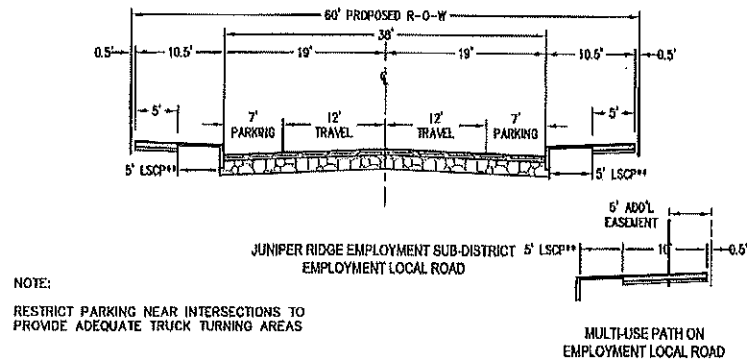 60' PROPOSED R-O-W
38'
0.5' 10.5' 19' 19' 10.5' 0.5'
℄
5' 7' 12' 12' 7' 5'
PARKING TRAVEL TRAVEL PARKING
5' LSCP** 5' LSCP**
6' ADD'L
EASEMENT
JUNIPER RIDGE EMPLOYMENT SUB-DISTRICT
EMPLOYMENT LOCAL ROAD
5' LSCP** 10' 0.5'
NOTE:
RESTRICT PARKING NEAR INTERSECTIONS TO
PROVIDE ADEQUATE TRUCK TURNING AREAS
MULTI-USE PATH ON
EMPLOYMENT LOCAL ROAD